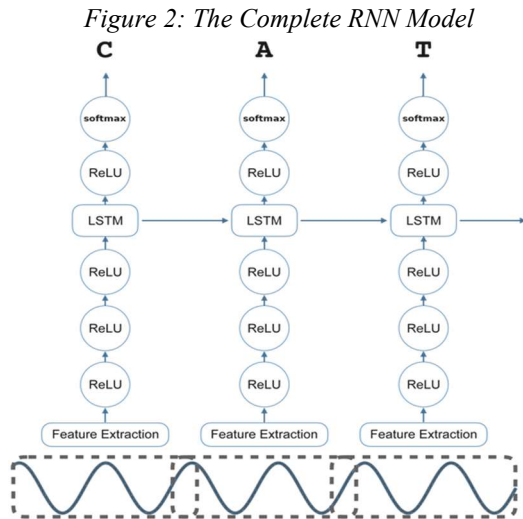 Figure 2: The Complete RNN Model
C A T
softmax softmax softmax
ReLU ReLU ReLU
LSTM LSTM LSTM
ReLU ReLU ReLU
ReLU ReLU ReLU
ReLU ReLU ReLU
Feature Extraction Feature Extraction Feature Extraction